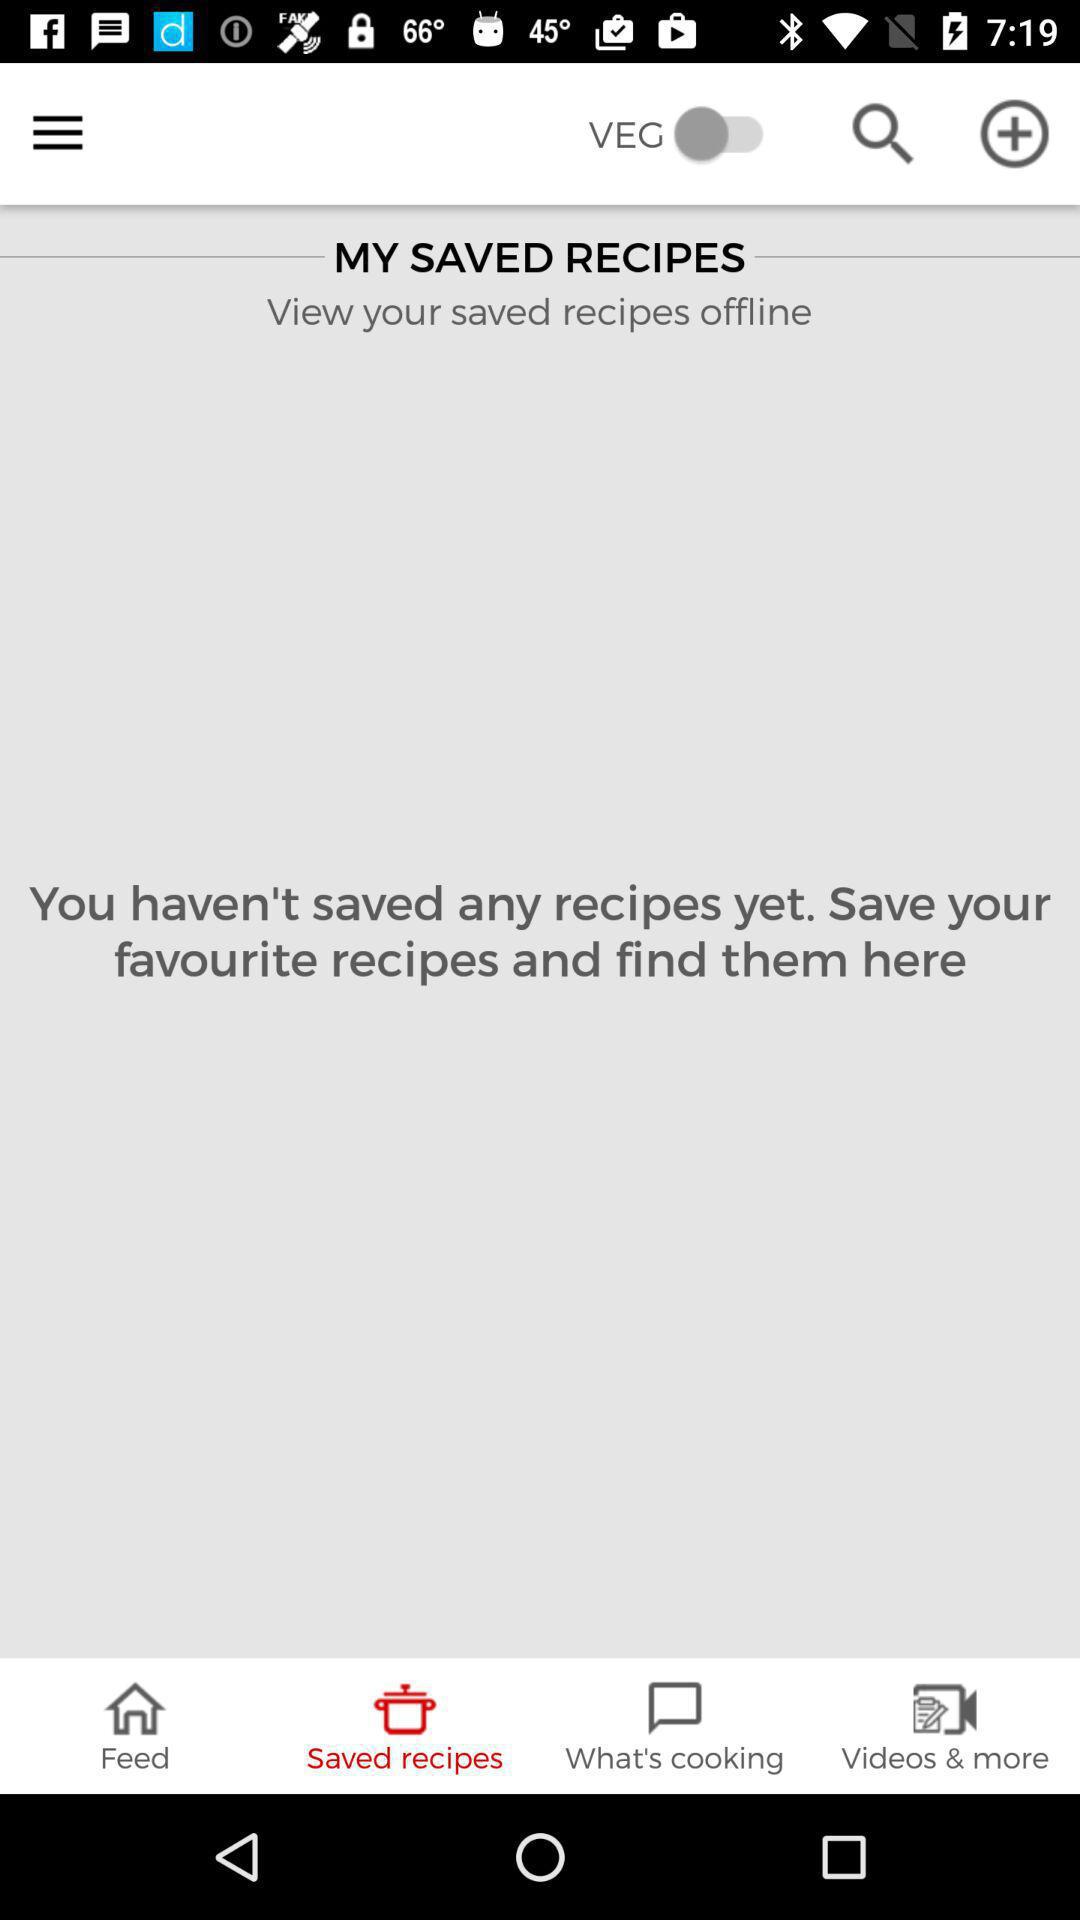 FAKE 66° 45° 7:19
VEG
MY SAVED RECIPES
View your saved recipes offline
You haven't saved any recipes yet. Save your
favourite recipes and find them here
Feed Saved recipes What's cooking Videos & more